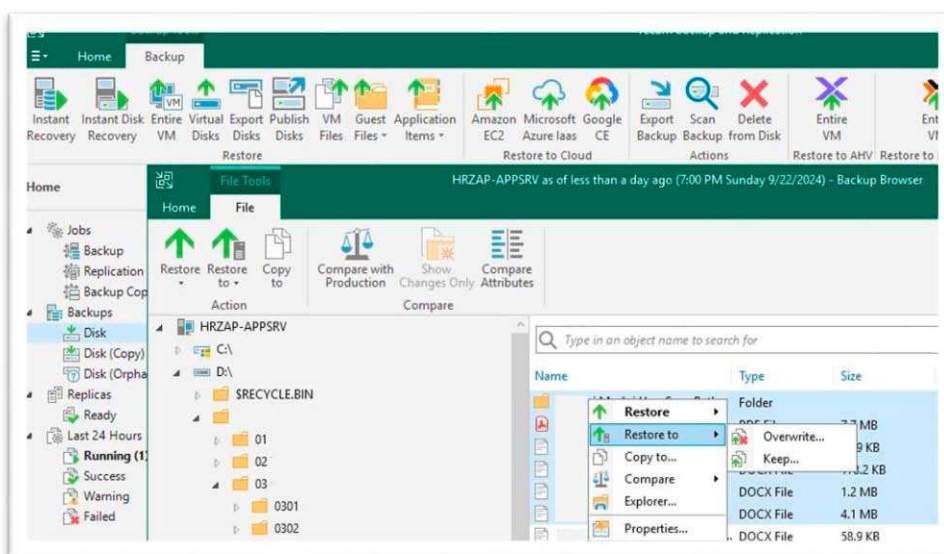 Home Backup
Instant Recovery
Instant Disk Recovery
Entire VM
Virtual Disks
Export Disks
Publish Disks
VM Files
Guest Files
Application Items
Amazon EC2
Microsoft Azure Iaas
Google CE
Export Backup
Scan Backup
Delete from Disk
Entire VM
Restore
Restore to Cloud
Actions
Restore to AHV
Restore to
Home
Jobs
Backup
Replication
Backup Cop
Backups
Disk
Disk (Copy)
Disk (Orpha
Replicas
Ready
Last 24 Hours
Running (1)
Success
Warning
Failed
File Tools
HRZAP-APPSRV as of less than a day ago (7:00 PM Sunday 9/22/2024) - Backup Browser
Home File
Restore
Restore to
Copy to
Compare with Production
Show Changes Only
Compare Attributes
Action
Compare
HRZAP-APPSRV
C:\
D:\
$RECYCLE.BIN
01
02
03
0301
0302
Type in an object name to search for
Name Type Size
Folder
MB
KB
KB
DOCX File 1.2 MB
DOCX File 4.1 MB
DOCX File 58.9 KB
Restore
Restore to
Copy to...
Compare
Explorer...
Properties...
Overwrite...
Keep...